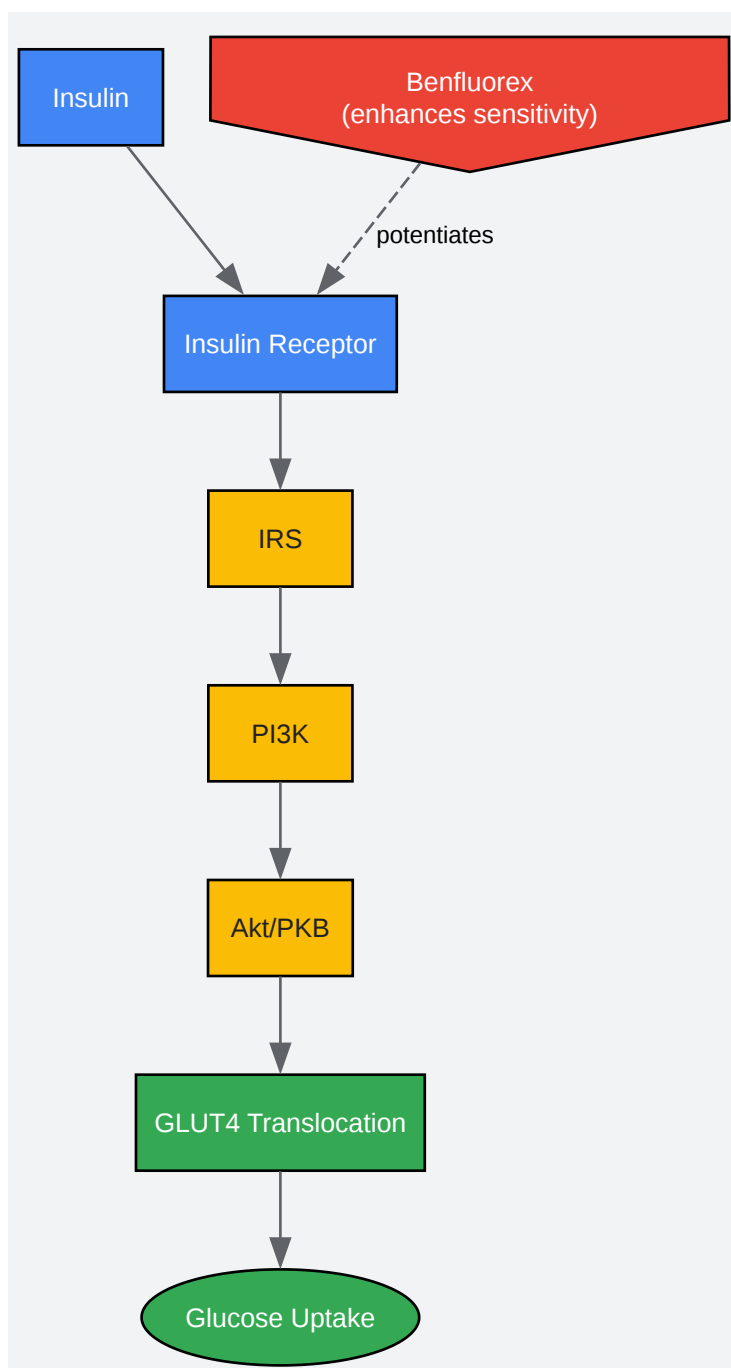 Insulin
Benfluorex
(enhances sensitivity)
potentiates
Insulin Receptor
IRS
PI3K
Akt/PKB
GLUT4 Translocation
Glucose Uptake